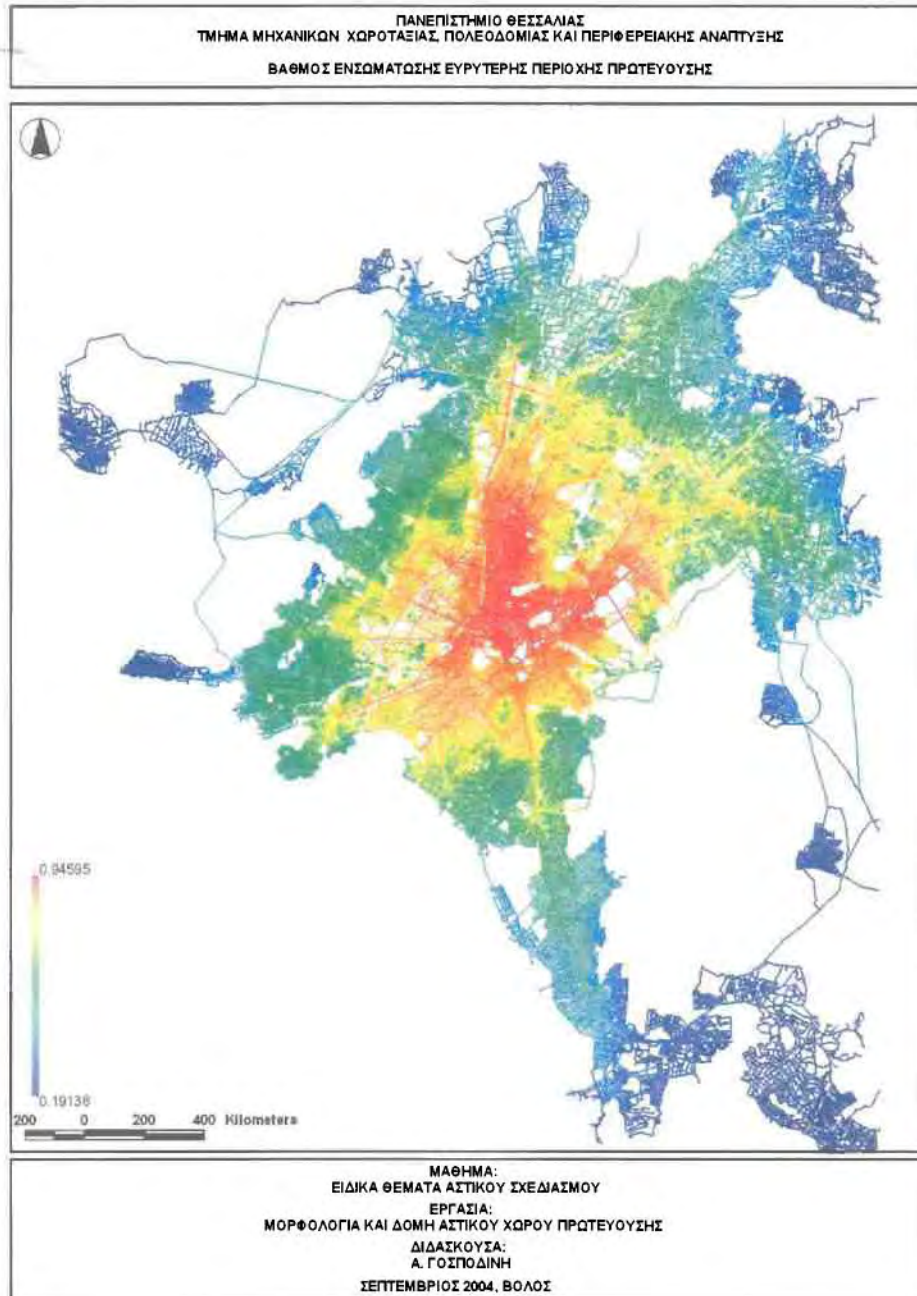 ΠΑΝΕΠΙΣΤΗΜΙΟ ΘΕΣΣΑΛΙΑΣ
ΤΜΗΜΑ ΜΗΧΑΝΙΚΩΝ ΧΩΡΟΤΑΞΙΑΣ, ΠΟΛΕΟΔΟΜΙΑΣ ΚΑΙ ΠΕΡΙΦΕΡΕΙΑΚΗΣ ΑΝΑΠΤΥΞΗΣ
ΒΑΘΜΟΣ ΕΝΣΩΜΑΤΩΣΗΣ ΕΥΡΥΤΕΡΗΣ ΠΕΡΙΟΧΗΣ ΠΡΩΤΕΥΟΥΣΗΣ
0.94595
0.19136
200 0 200 400 Kilometers
ΜΑΘΗΜΑ:
ΕΙΔΙΚΑ ΘΕΜΑΤΑ ΑΣΤΙΚΟΥ ΣΧΕΔΙΑΣΜΟΥ
ΕΡΓΑΣΙΑ:
ΜΟΡΦΟΛΟΓΙΑ ΚΑΙ ΔΟΜΗ ΑΣΤΙΚΟΥ ΧΩΡΟΥ ΠΡΩΤΕΥΟΥΣΗΣ
ΔΙΔΑΣΚΟΥΣΑ:
Α. ΓΟΣΠΟΔΙΝΗ
ΣΕΠΤΕΜΒΡΙΟΣ 2004, ΒΟΛΟΣ